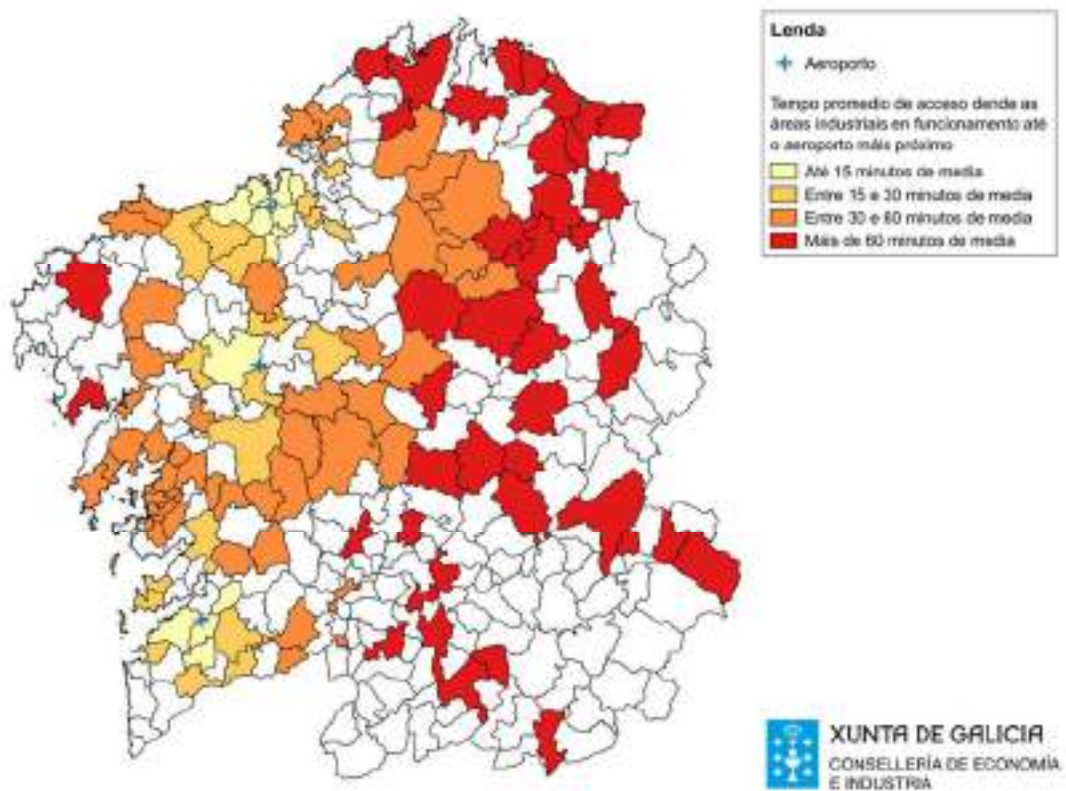 Lenda
Aeroporto
Tempo promedio de acceso dende as
áreas industriais en funcionamento até
o aeroporto máis próximo
Até 15 minutos de media
Entre 15 e 30 minutos de media
Entre 30 e 60 minutos de media
Máis de 60 minutos de media
XUNTA DE GALICIA
CONSELLERÍA DE ECONOMÍA
E INDUSTRIA